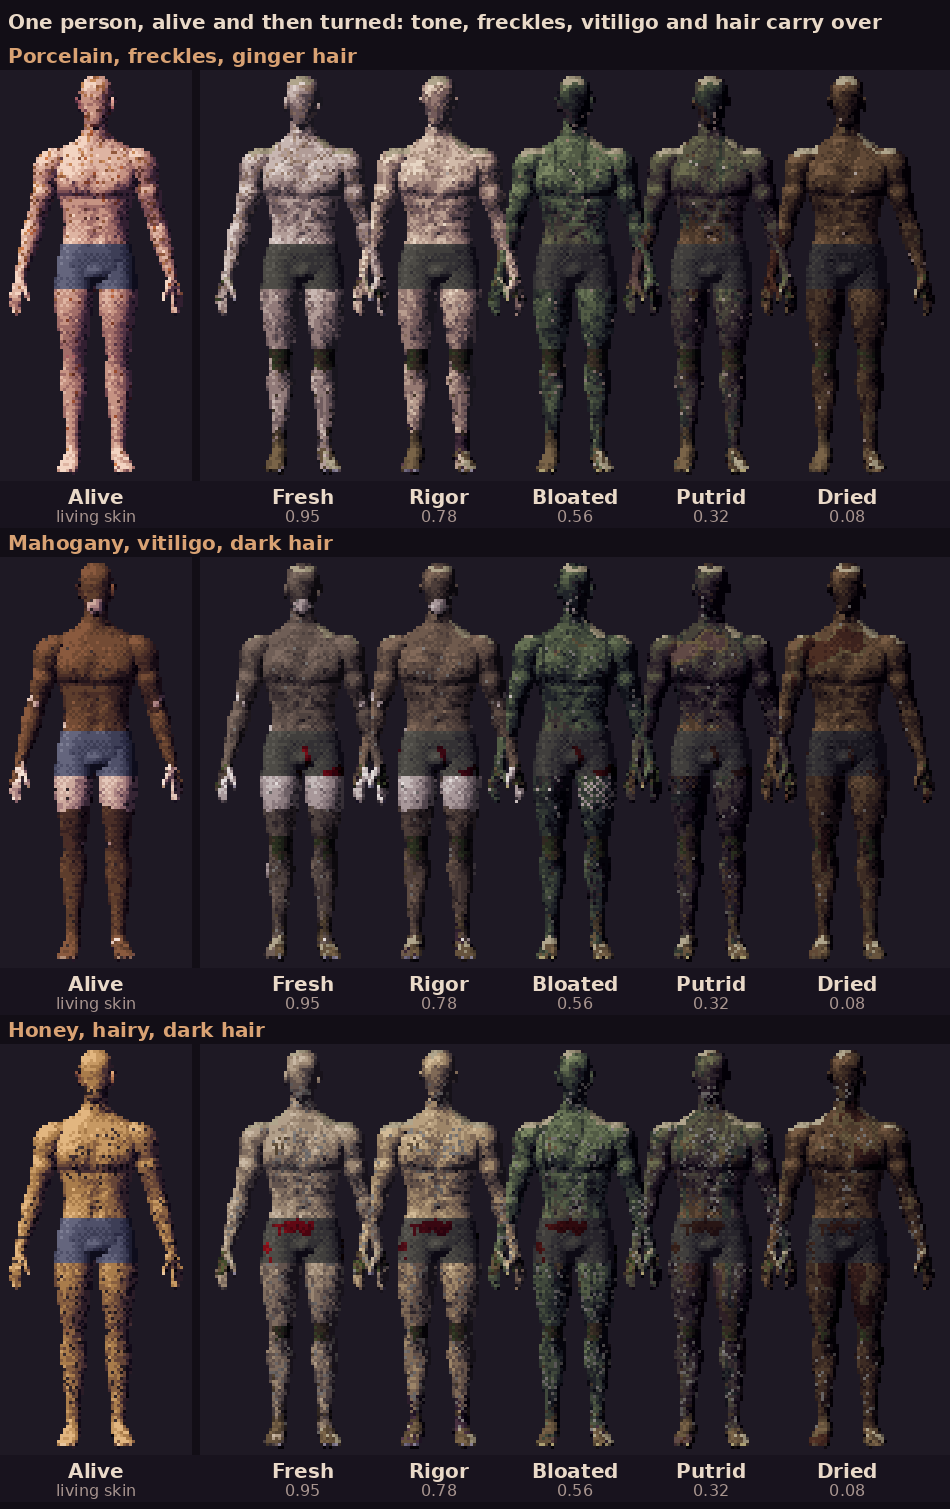 One person, alive and then turned: tone, freckles, vitiligo and hair carry over
Porcelain, freckles, ginger hair
Alive Fresh Rigor Bloated Putrid Dried
living skin 0.95 0.78 0.56 0.32 0.08
Mahogany, vitiligo, dark hair
Alive Fresh Rigor Bloated Putrid Dried
living skin 0.95 0.78 0.56 0.32 0.08
Honey, hairy, dark hair
Alive Fresh Rigor Bloated Putrid Dried
living skin 0.95 0.78 0.56 0.32 0.08